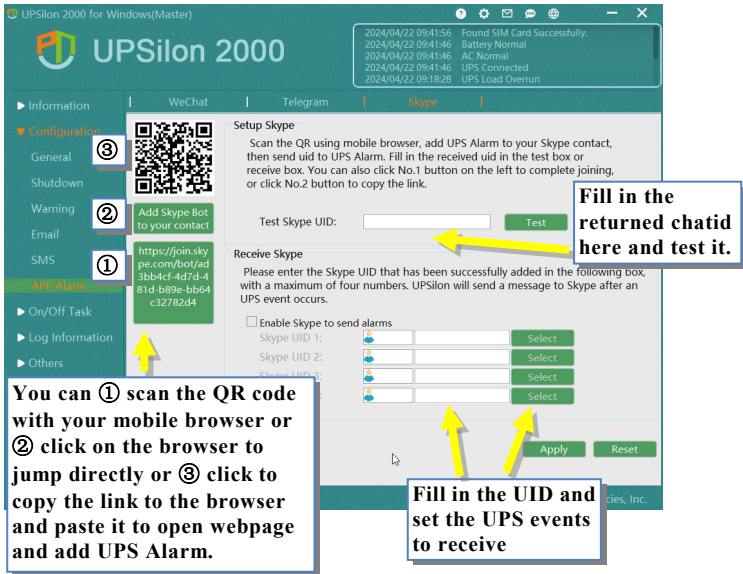 UPSilon 2000 for Windows(Master)
UPSilon 2000
2024/04/22 09:41:56 Found SIM Card Successfully.
2024/04/22 09:41:46 Battery Normal
2024/04/22 09:41:46 AC Normal
2024/04/22 09:41:46 UPS Connected
2024/04/22 09:18:28 UPS Load Overrun
Information
Configuration
General
Shutdown
Warning
Email
SMS
APP Alarm
On/Off Task
Log Information
Others
WeChat
Telegram
Skype
③
②
①
Add Skype Bot
to your contact
https://join.sky
pe.com/bot/ad
3bb4cf-4d7d-4
81d-b89e-bb64
c32782d4
Setup Skype
Scan the QR using mobile browser, add UPS Alarm to your Skype contact,
then send uid to UPS Alarm. Fill in the received uid in the test box or
receive box. You can also click No.1 button on the left to complete joining,
or click No.2 button to copy the link.
Test Skype UID:
Test
Fill in the
returned chatid
here and test it.
Receive Skype
Please enter the Skype UID that has been successfully added in the following box,
with a maximum of four numbers. UPSilon will send a message to Skype after an
UPS event occurs.
Enable Skype to send alarms
Skype UID 1:
Select
Skype UID 2:
Select
Skype UID 3:
Select
Select
Apply
Reset
You can ① scan the QR code
with your mobile browser or
② click on the browser to
jump directly or ③ click to
copy the link to the browser
and paste it to open webpage
and add UPS Alarm.
Fill in the UID and
set the UPS events
to receive
cies, Inc.